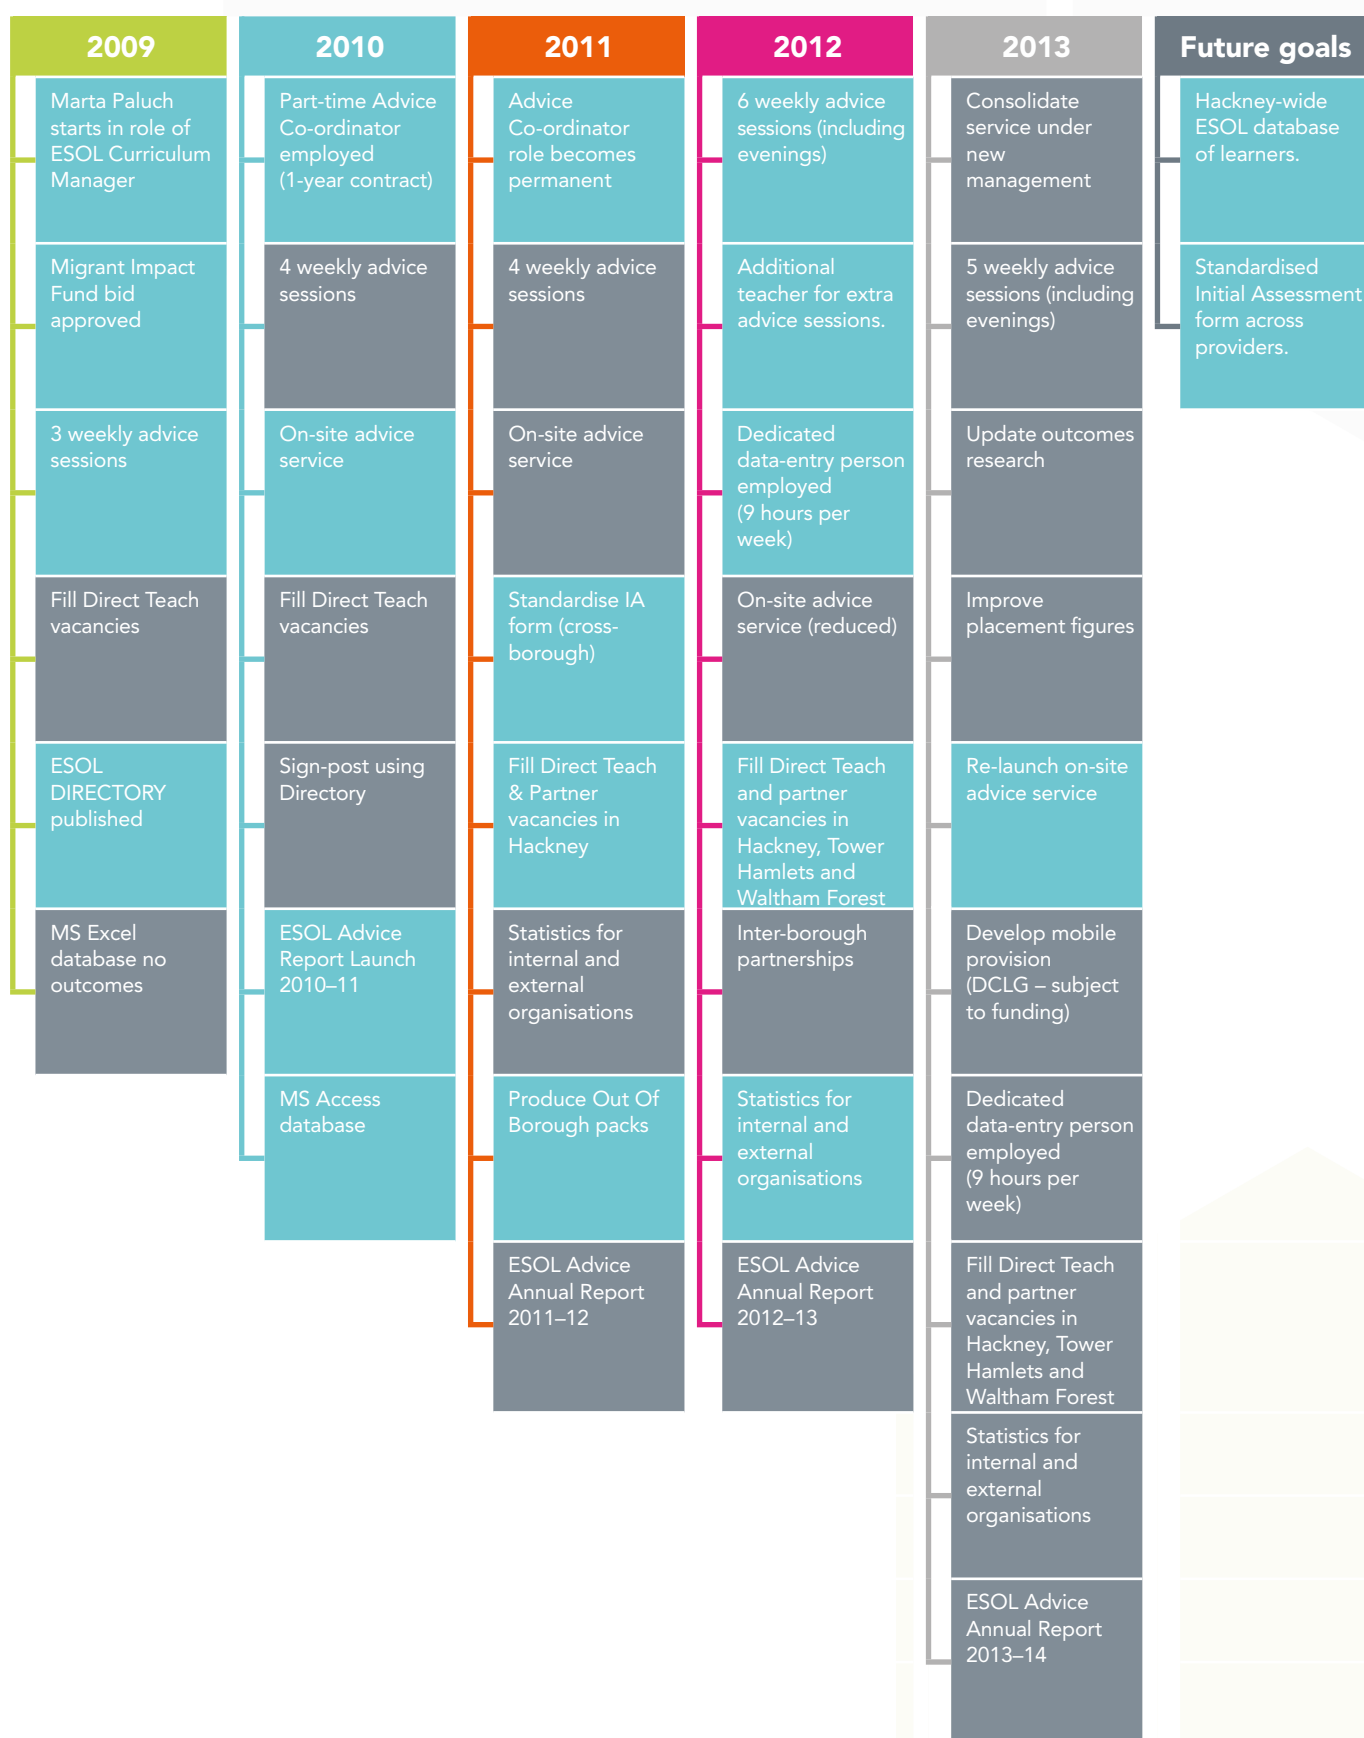 2009
Marta Paluch
starts in role of
ESOL Curriculum
Manager
Migrant Impact
Fund bid
approved
3 weekly advice
sessions
Fill Direct Teach
vacancies
ESOL
DIRECTORY
published
MS Excel
database no
outcomes
2010
Part-time Advice
Co-ordinator
employed
(1-year contract)
4 weekly advice
sessions
On-site advice
service
Fill Direct Teach
vacancies
Sign-post using
Directory
ESOL Advice
Report Launch
2010–11
MS Access
database
2011
Advice
Co-ordinator
role becomes
permanent
4 weekly advice
sessions
On-site advice
service
Standardise IA
form (cross-
borough)
Fill Direct Teach
& Partner
vacancies in
Hackney
Statistics for
internal and
external
organisations
Produce Out Of
Borough packs
ESOL Advice
Annual Report
2011–12
2012
6 weekly advice
sessions (including
evenings)
Additional
teacher for extra
advice sessions.
Dedicated
data-entry person
employed
(9 hours per
week)
On-site advice
service (reduced)
Fill Direct Teach
and partner
vacancies in
Hackney, Tower
Hamlets and
Waltham Forest
Inter-borough
partnerships
Statistics for
internal and
external
organisations
ESOL Advice
Annual Report
2012–13
2013
Consolidate
service under
new
management
5 weekly advice
sessions (including
evenings)
Update outcomes
research
Improve
placement figures
Re-launch on-site
advice service
Develop mobile
provision
(DCLG – subject
to funding)
Dedicated
data-entry person
employed
(9 hours per
week)
Fill Direct Teach
and partner
vacancies in
Hackney, Tower
Hamlets and
Waltham Forest
Statistics for
internal and
external
organisations
ESOL Advice
Annual Report
2013–14
Future goals
Hackney-wide
ESOL database
of learners.
Standardised
Initial Assessment
form across
providers.